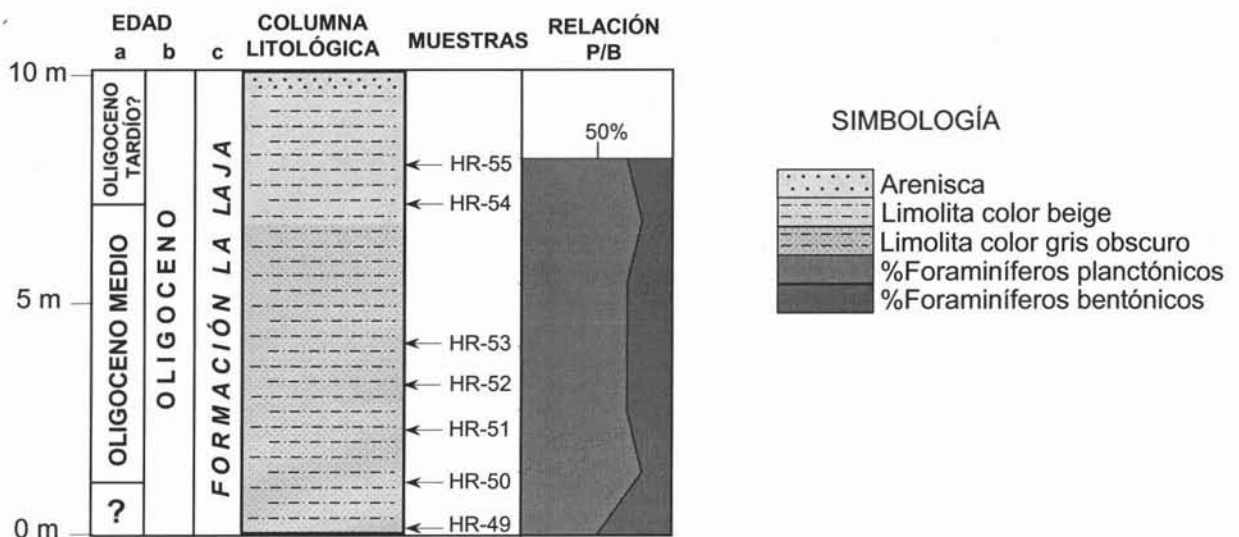 EDAD
a b c
COLUMNA
LITOLÓGICA
MUESTRAS
RELACIÓN
P/B
10 m
5 m
0 m
OLIGOCENO
TARDÍO?
OLIGOCENO MEDIO
?
OLIGOCENO
FORMACIÓN LA LAJA
HR-55
HR-54
HR-53
HR-52
HR-51
HR-50
HR-49
50%
SIMBOLOGÍA
Arenisca
Limolita color beige
Limolita color gris obscuro
%Foraminíferos planctónicos
%Foraminíferos bentónicos